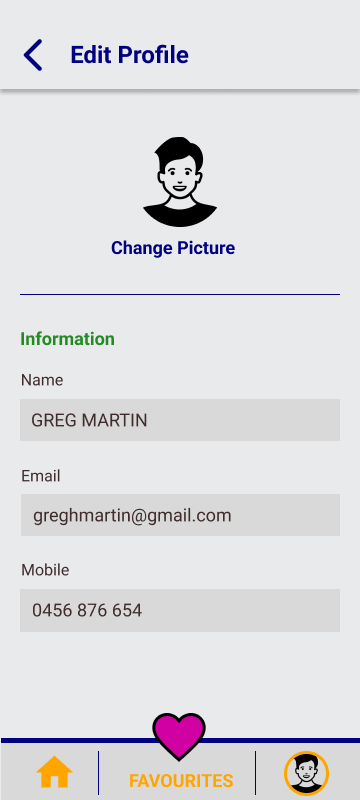 Edit Profile
Change Picture
Information
Name
GREG MARTIN
Email
greghmartin@gmail.com
Mobile
0456 876 654
FAVOURITES